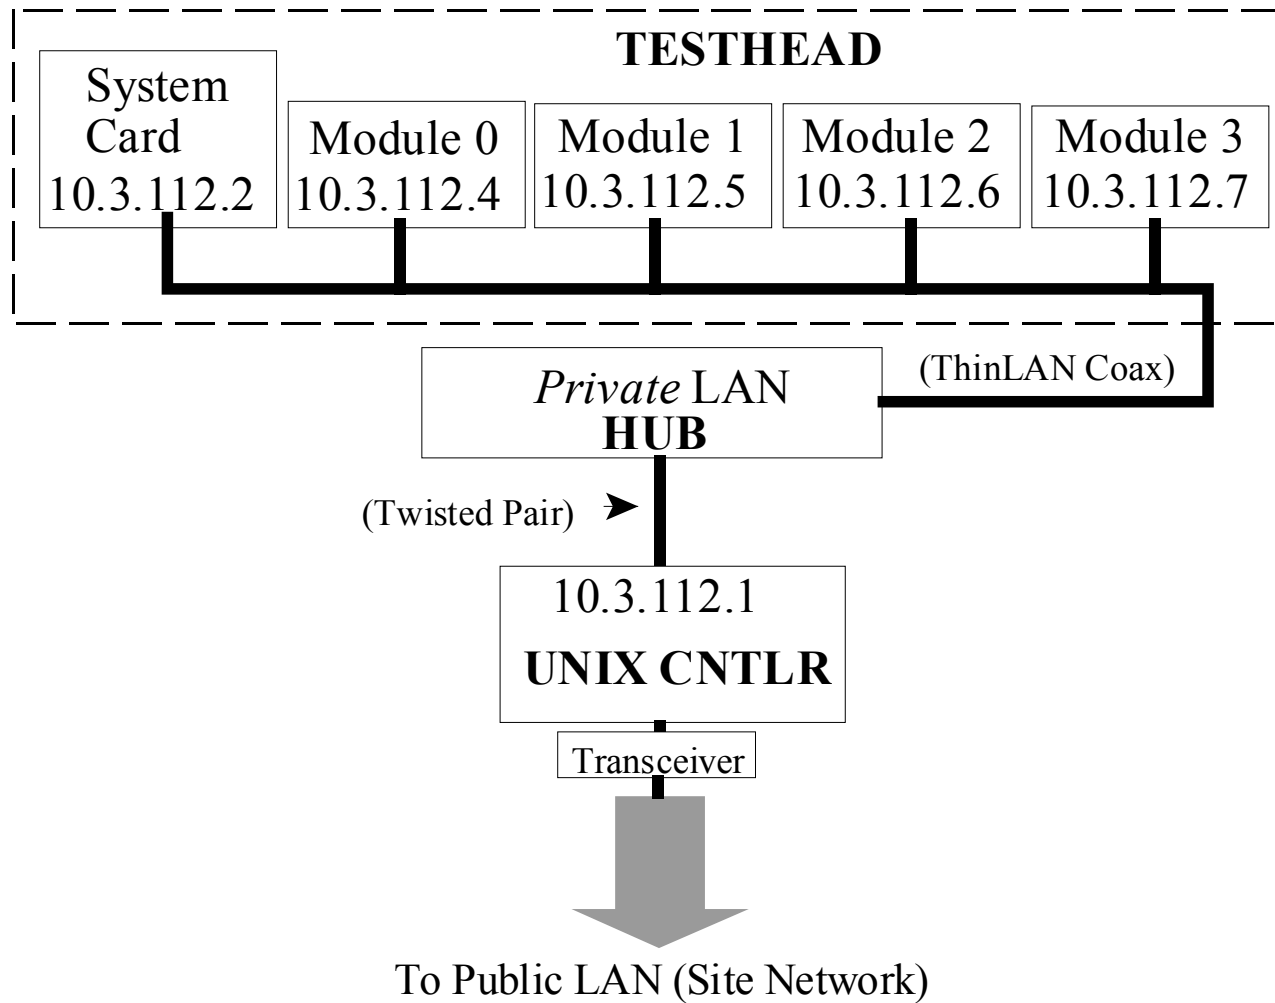 TESTHEAD
System
Card
10.3.112.2
Module 0
10.3.112.4
Module 1
10.3.112.5
Module 2
10.3.112.6
Module 3
10.3.112.7
(ThinLAN Coax)
Private LAN
HUB
(Twisted Pair)
10.3.112.1
UNIX CNTLR
Transceiver
To Public LAN (Site Network)